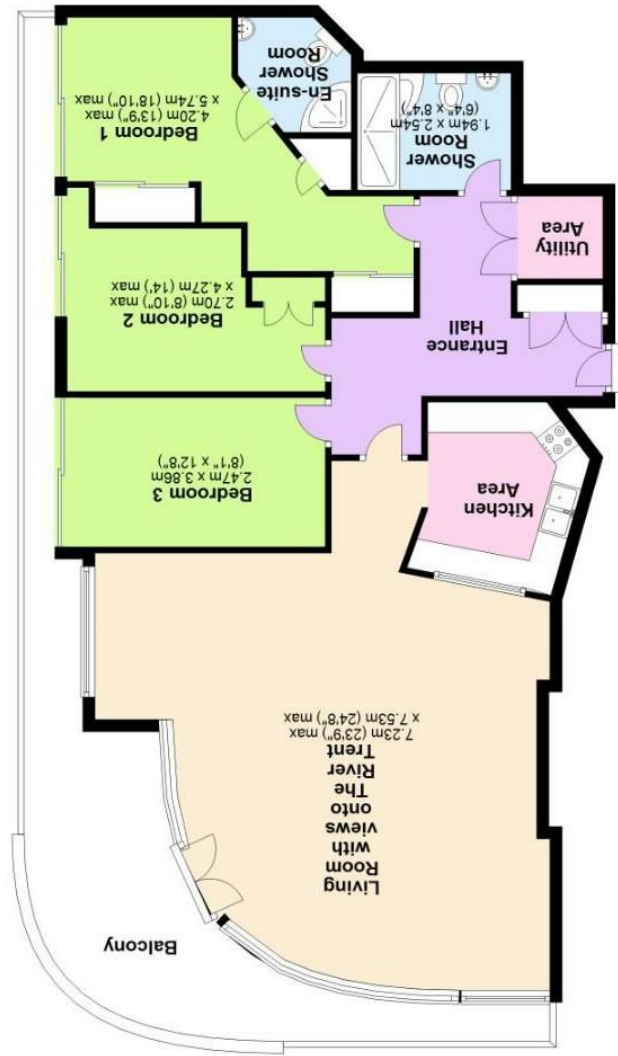 Balcony
Living
Room
with
views
onto
The
River
Trent
7.23m (23'9") max
x 7.53m (24'8") max
Kitchen
Area
Bedroom 3
2.47m x 3.86m
(8'1" x 12'8")
Entrance
Hall
Bedroom 2
2.70m (8'10") max
x 4.27m (14') max
Utility
Area
Shower
Room
1.94m x 2.54m
(6'4" x 8'4")
En-suite
Shower
Room
Bedroom 1
4.20m (13'9") max
x 5.74m (18'10") max